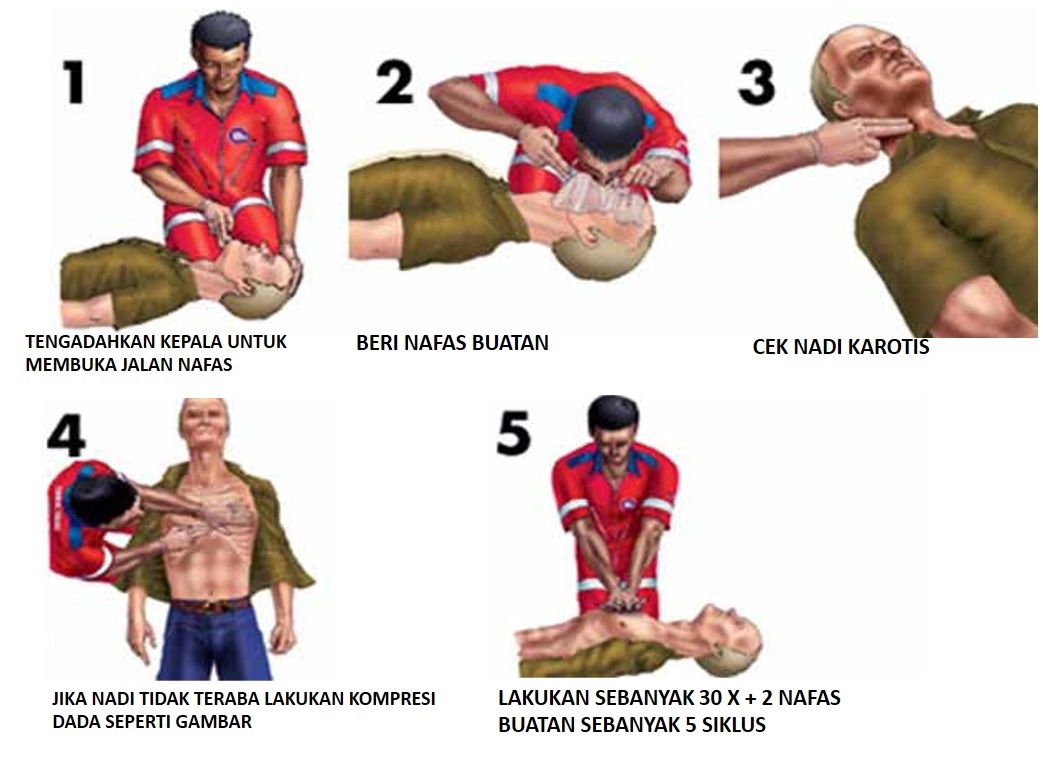 1
2
3
TENGADAHKAN KEPALA UNTUK
MEMBUKA JALAN NAFAS
BERI NAFAS BUATAN
CEK NADI KAROTIS
4
5
JIKA NADI TIDAK TERABA LAKUKAN KOMPRESI
DADA SEPERTI GAMBAR
LAKUKAN SEBANYAK 30 X + 2 NAFAS
BUATAN SEBANYAK 5 SIKLUS